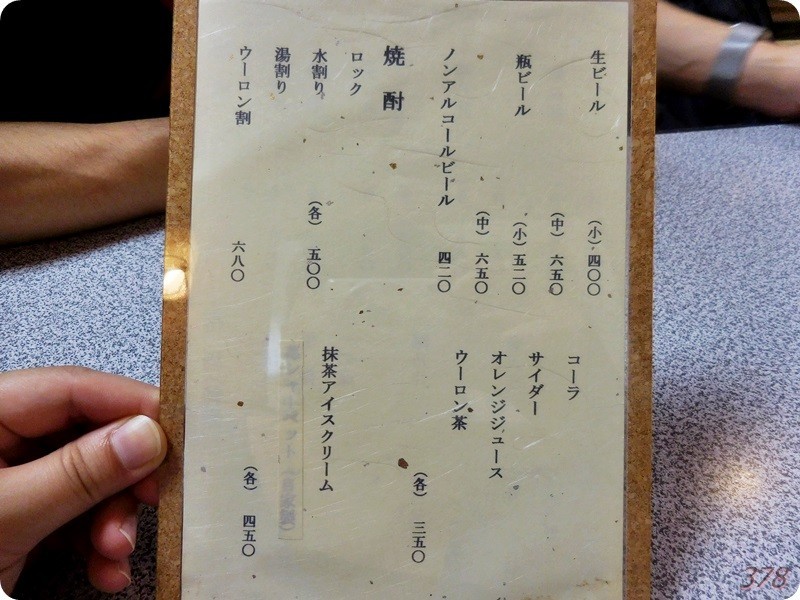 生ビール
（小）四〇〇
（中）六五〇
瓶ビール
（小）五二〇
（中）六五〇
ノンアルコールビール 四二〇
焼酎
ロック
水割り
（各）五〇〇
湯割り
ウーロン割 六八〇
コーラ
サイダー
オレンジジュース
ウーロン茶
（各）三五〇
抹茶アイスクリーム
（各）四五〇
378